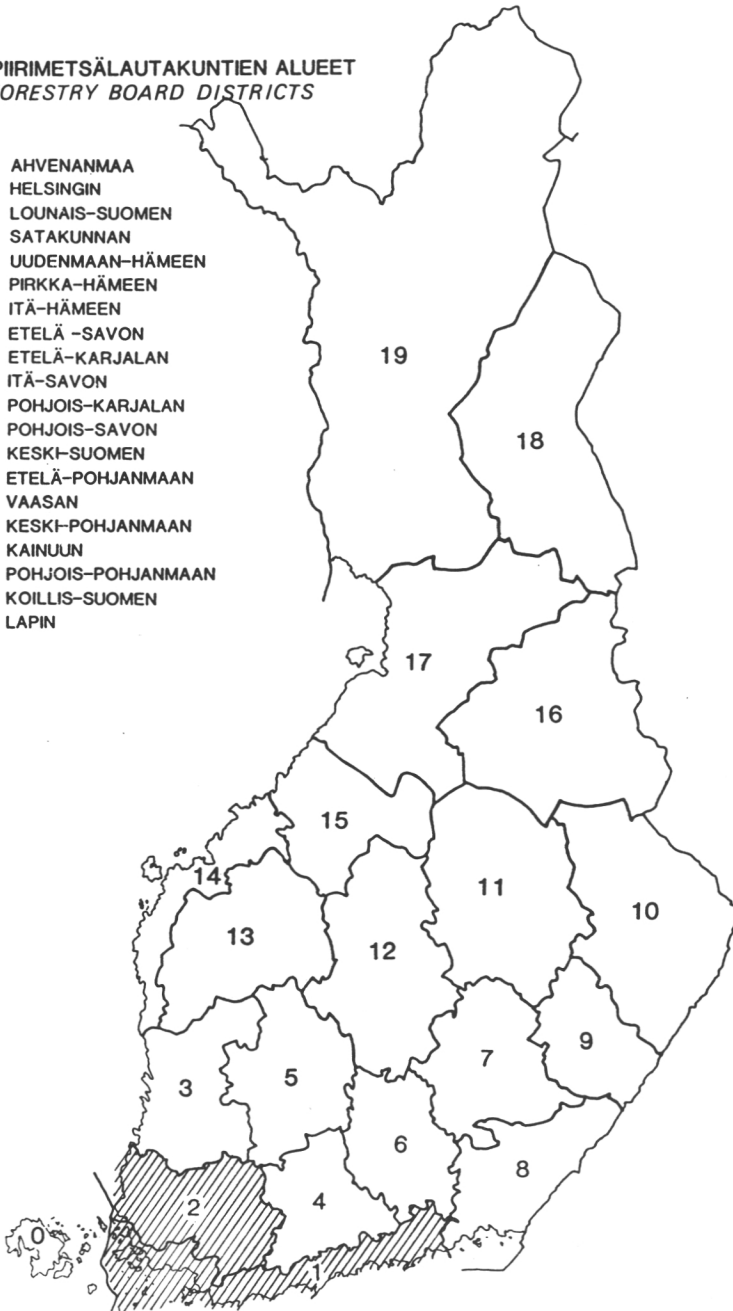 PIIRIMETSÄLAUTAKUNTIEN ALUEET
FORESTRY BOARD DISTRICTS
AHVENANMAA
HELSINGIN
LOUNAIS-SUOMEN
SATAKUNNAN
UUDENMAAN-HÄMEEN
PIRKKA-HÄMEEN
ITÄ-HÄMEEN
ETELÄ-SAVON
ETELÄ-KARJALAN
ITÄ-SAVON
POHJOIS-KARJALAN
POHJOIS-SAVON
KESKI-SUOMEN
ETELÄ-POHJANMAAN
VAASAN
KESKI-POHJANMAAN
KAINUUN
POHJOIS-POHJANMAAN
KOILLIS-SUOMEN
LAPIN
19
18
17
16
15
14
13
12
11
10
9
7
5
3
6
8
4
2
0
1